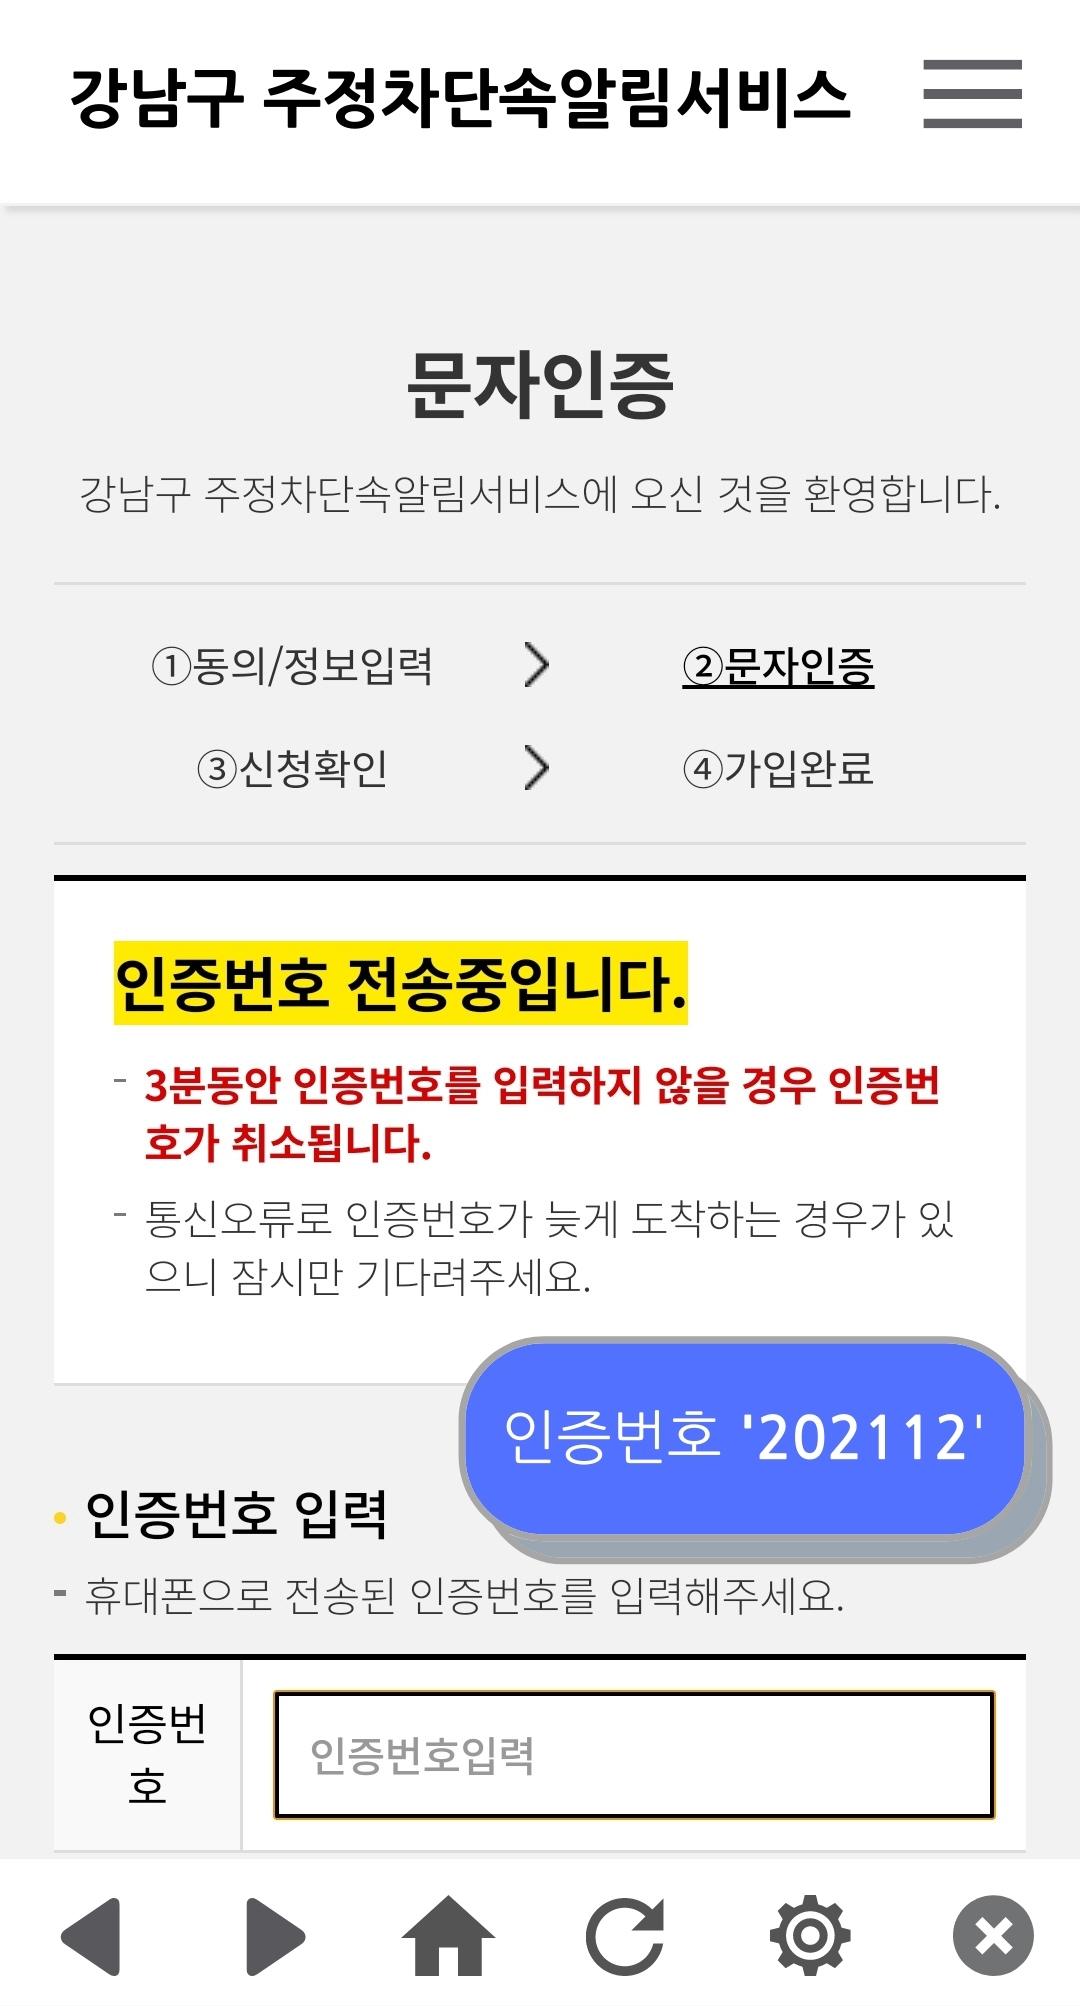 강남구 주정차단속알림서비스
문자인증
강남구 주정차단속알림서비스에 오신 것을 환영합니다.
①동의/정보입력 > ②문자인증
③신청확인 > ④가입완료
인증번호 전송중입니다.
- 3분동안 인증번호를 입력하지 않을 경우 인증번
호가 취소됩니다.
- 통신오류로 인증번호가 늦게 도착하는 경우가 있
으니 잠시만 기다려주세요.
인증번호 '202112'
• 인증번호 입력
- 휴대폰으로 전송된 인증번호를 입력해주세요.
인증번
호
인증번호입력